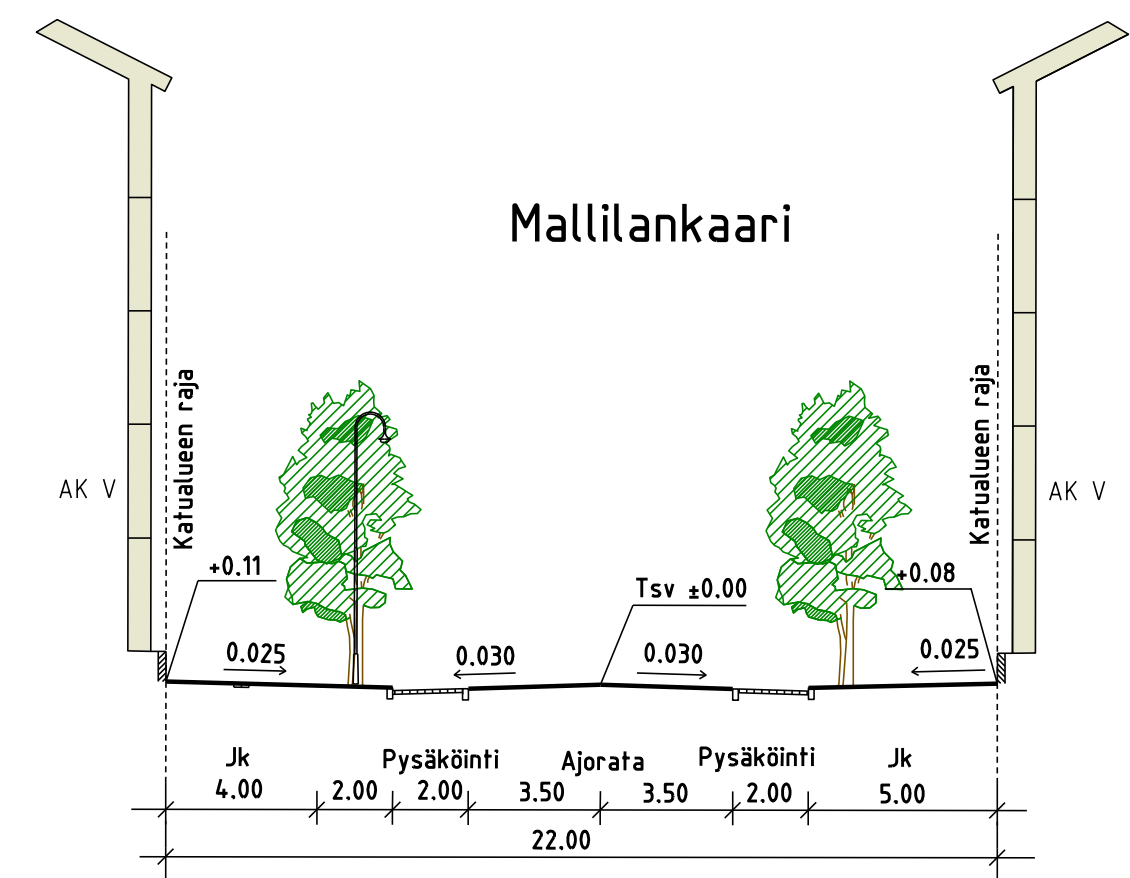 Mallilankaari
Katualueen raja
Katualueen raja
AK V
AK V
+0.11
+0.08
Tsv ±0.00
0.025
0.030
0.030
0.025
Jk
Pysäköinti
Ajorata
Pysäköinti
Jk
4.00
2.00
2.00
3.50
3.50
2.00
5.00
22.00